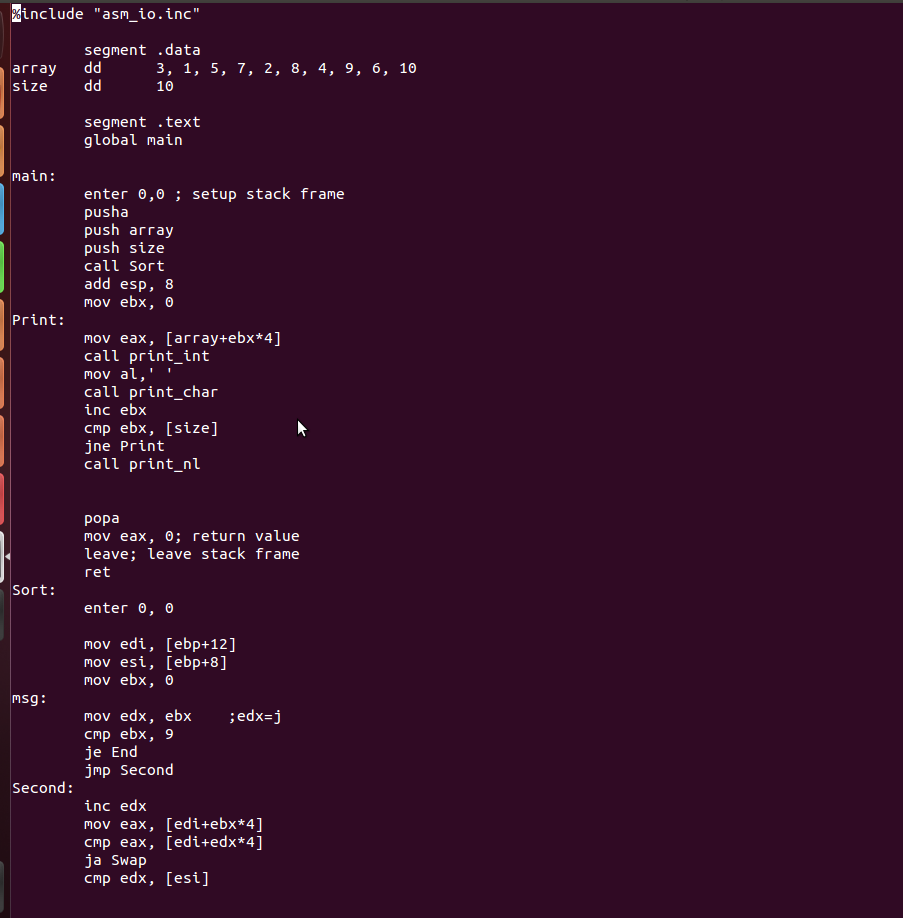 %include "asm_io.inc"
segment .data
array dd 3, 1, 5, 7, 2, 8, 4, 9, 6, 10
size dd 10
segment .text
global main
main:
enter 0,0 ; setup stack frame
pusha
push array
push size
call Sort
add esp, 8
mov ebx, 0
Print:
mov eax, [array+ebx*4]
call print_int
mov al,' '
call print_char
inc ebx
cmp ebx, [size]
jne Print
call print_nl
popa
mov eax, 0; return value
leave; leave stack frame
ret
Sort:
enter 0, 0
mov edi, [ebp+12]
mov esi, [ebp+8]
mov ebx, 0
msg:
mov edx, ebx ;edx=j
cmp ebx, 9
je End
jmp Second
Second:
inc edx
mov eax, [edi+ebx*4]
cmp eax, [edi+edx*4]
ja Swap
cmp edx, [esi]